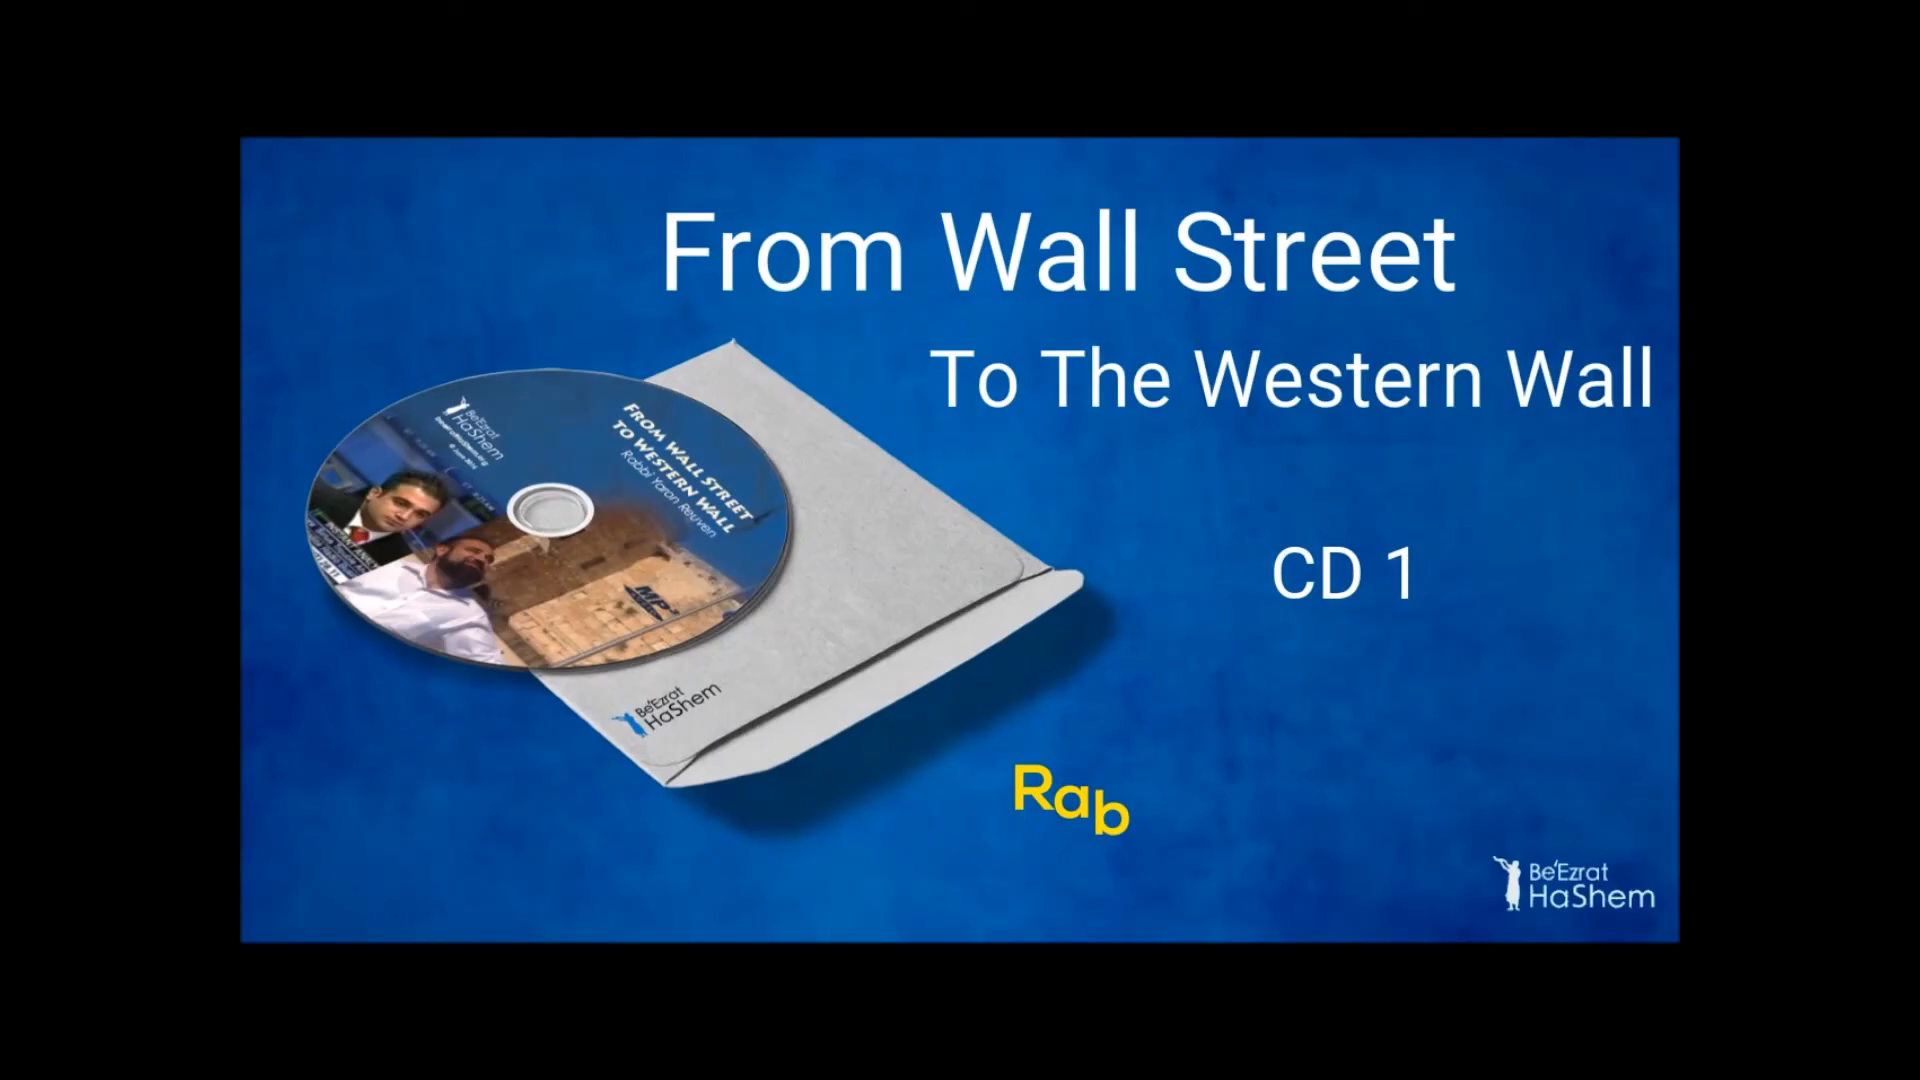 From Wall Street
To The Western Wall
CD 1
Rab
Be'Ezrat
HaShem
FROM WALL STREET
TO WESTERN WALL
Rabbi Yaron Reuven
Be'Ezrat
HaShem
MP3
Be'Ezrat
HaShem